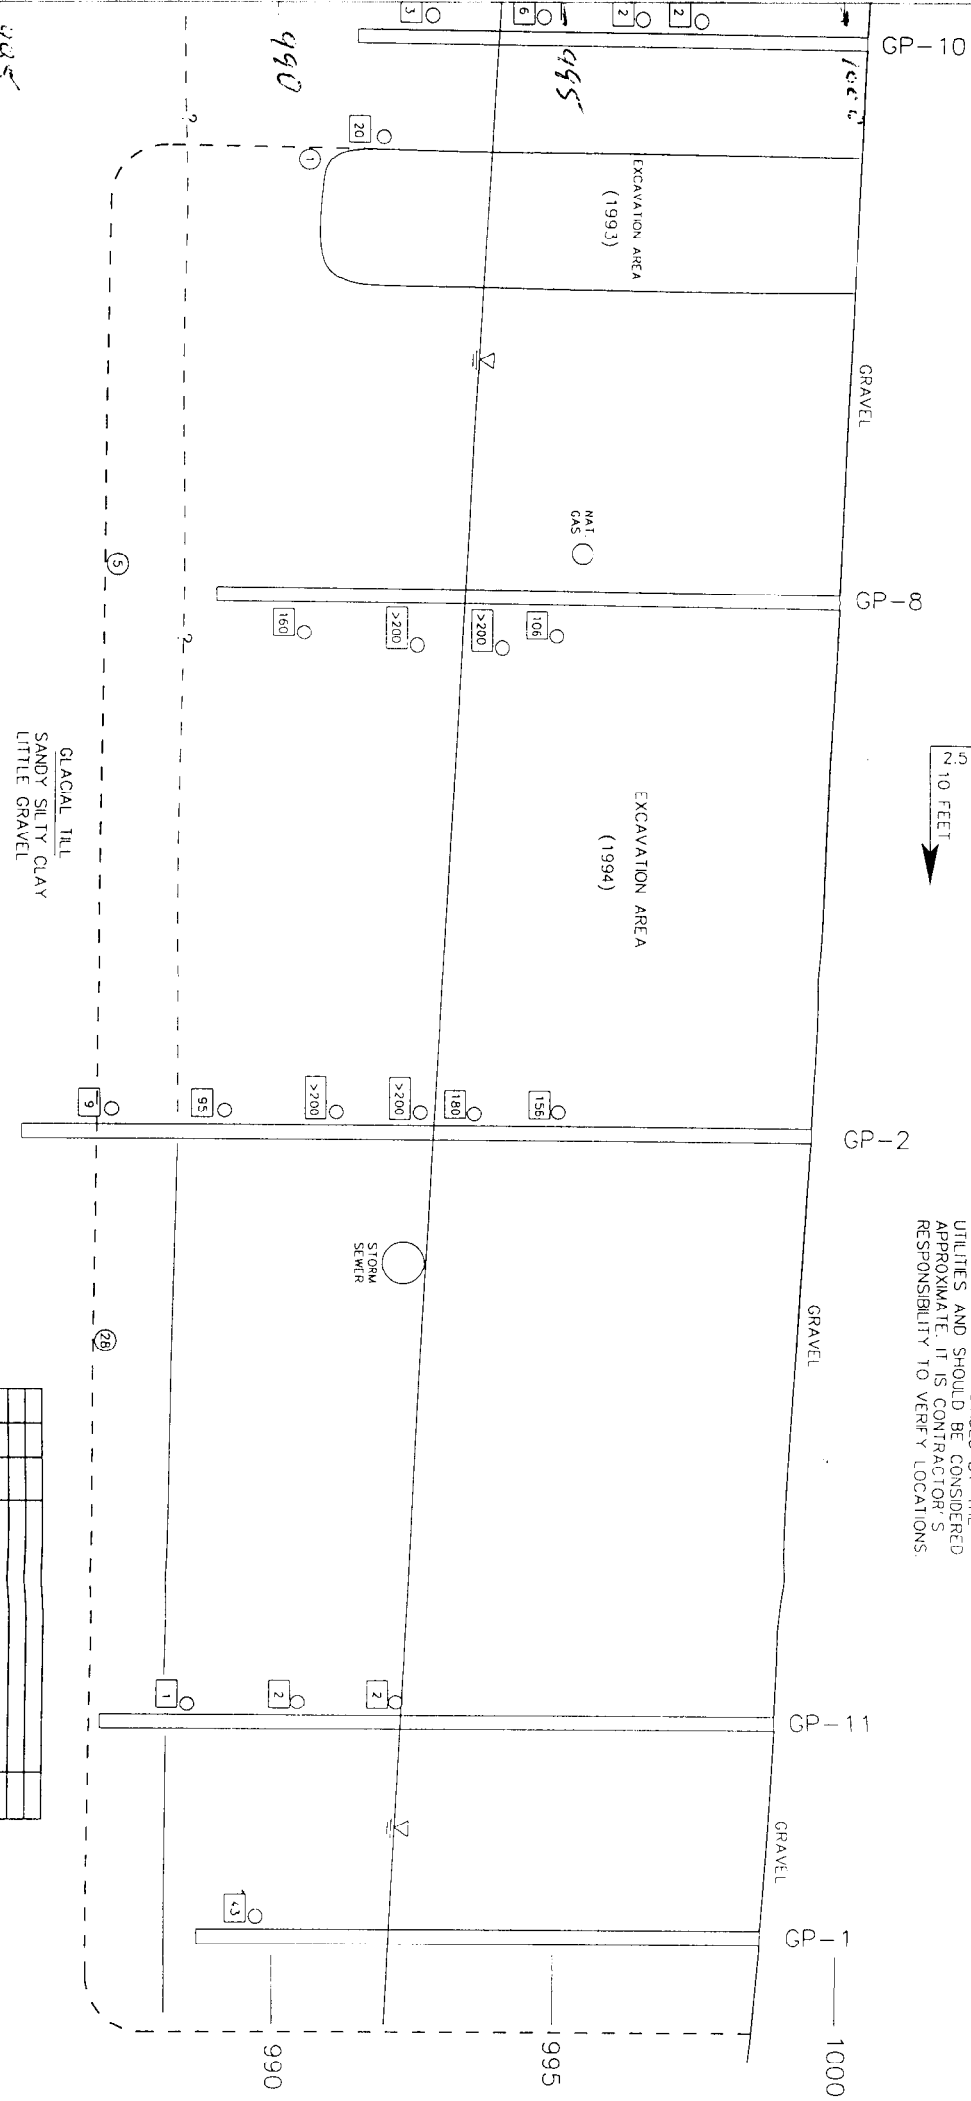 GP-10
GP-8
GP-2
GP-11
GP-1
2.5
10 FEET
UTILITIES AND SHOULD BE CONSIDERED
APPROXIMATE. IT IS CONTRACTOR'S
RESPONSIBILITY TO VERIFY LOCATIONS.
GRAVEL
GRAVEL
GRAVEL
1000
995
990
995
990
EXCAVATION AREA
(1993)
EXCAVATION AREA
(1994)
NAT.
GAS
STORM
SEWER
2
2
6
3
20
1
106
>200
>200
160
156
180
>200
>200
95
9
2
2
1
43
5
28
?
?
GLACIAL TILL
SANDY SILTY CLAY
LITTLE GRAVEL